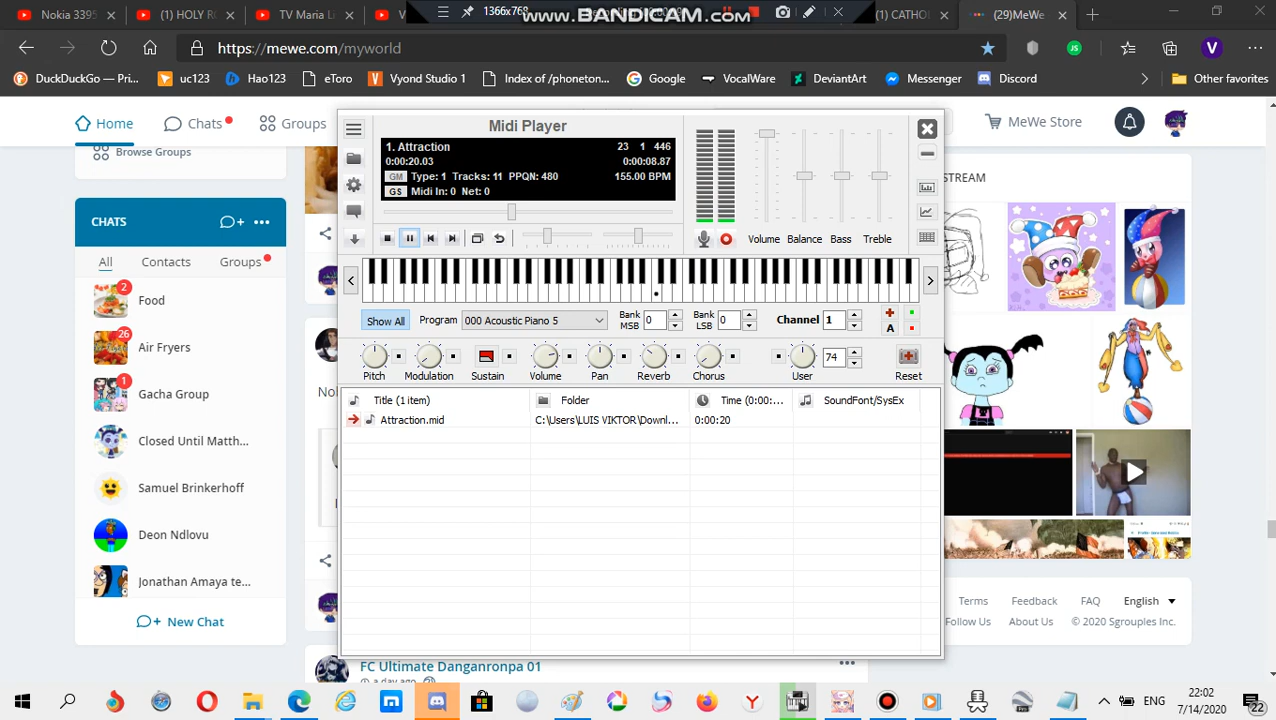 Nokia 3395
(1) HOLY R
TV Maria L
1366x768
WWW.BANDICAM.COM
(1) CATHO
(29)MeWe
https://mewe.com/myworld
V
DuckDuckGo — Pri...
uc123
Hao123
eToro
Vyond Studio 1
Index of /phoneton...
Google
VocalWare
DeviantArt
Messenger
Discord
Other favorites
Home
Chats
Groups
MeWe Store
Browse Groups
CHATS
All
Contacts
Groups
2
Food
26
Air Fryers
1
Gacha Group
Closed Until Matth...
Samuel Brinkerhoff
Deon Ndlovu
Jonathan Amaya te...
New Chat
Midi Player
1. Attraction
23 1 446
0:00:20.03
0:00:08.87
GM Type: 1 Tracks: 11 PPQN: 480
155.00 BPM
GS Midi In: 0 Net: 0
Volume
Balance
Bass
Treble
Show All
Program
000 Acoustic Piano 5
Bank MSB
0
Bank LSB
0
Channel
1
A
Pitch
Modulation
Sustain
Volume
Pan
Reverb
Chorus
User
74
Reset
Title (1 item)
Folder
Time (0:00:...
SoundFont/SysEx
Attraction.mid
C:\Users\LUIS VIKTOR\Downl...
0:00:20
STREAM
Terms
Feedback
FAQ
English
Follow Us
About Us
© 2020 Sgrouples Inc.
FC Ultimate Danganronpa 01
a day ago
ENG
22:02
7/14/2020
22